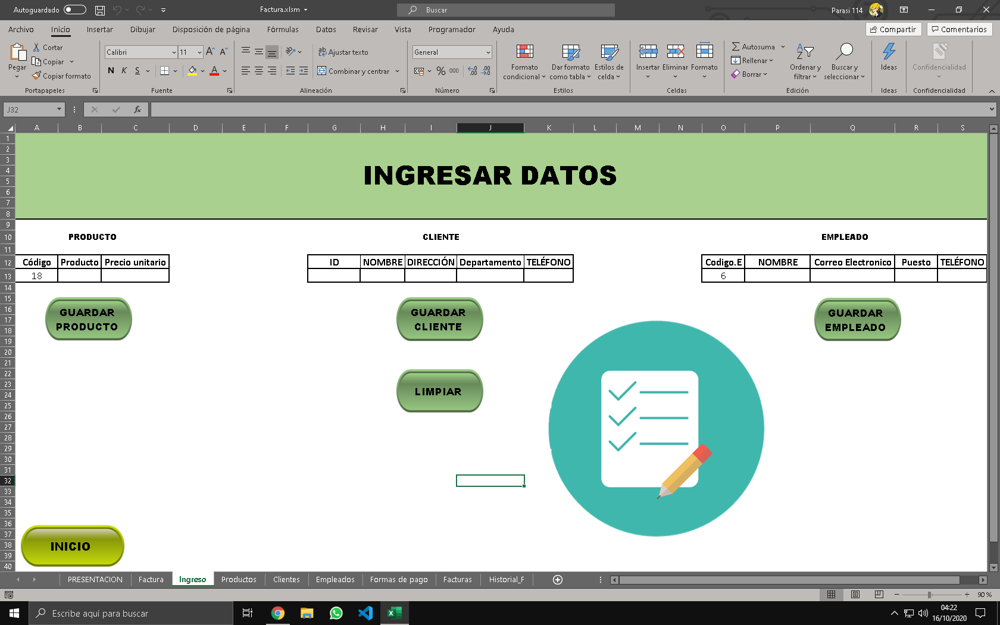 Autoguardado
Factura.xlsm
Buscar
Parasi 114
Archivo Inicio Insertar Dibujar Disposición de página Fórmulas Datos Revisar Vista Programador Ayuda
Compartir Comentarios
Pegar
Cortar
Copiar
Copiar formato
Portapapeles
Calibri 11
N K S
Fuente
Ajustar texto
Combinar y centrar
Alineación
General
% 000
Número
Formato condicional
Dar formato como tabla
Estilos de celda
Estilos
Insertar Eliminar Formato
Celdas
Autosuma
Rellenar
Borrar
Ordenar y filtrar
Buscar y seleccionar
Edición
Ideas
Ideas
Confidencialidad
Confidencialidad
J32
fx
A B C D E F G H I J K L M N O P Q R S
1
2
3
4
5
6
7
8
9
10
11
12
13
14
15
16
17
18
19
20
21
22
23
24
25
26
27
28
29
30
31
32
33
34
35
36
37
38
39
40
INGRESAR DATOS
PRODUCTO CLIENTE EMPLEADO
Código Producto Precio unitario
18
ID NOMBRE DIRECCIÓN Departamento TELÉFONO
Codigo.E NOMBRE Correo Electronico Puesto TELÉFONO
6
GUARDAR
PRODUCTO
GUARDAR
CLIENTE
GUARDAR
EMPLEADO
LIMPIAR
INICIO
PRESENTACION Factura Ingreso Productos Clientes Empleados Formas de pago Facturas Historial_F
90 %
Escribe aquí para buscar
04:22
16/10/2020